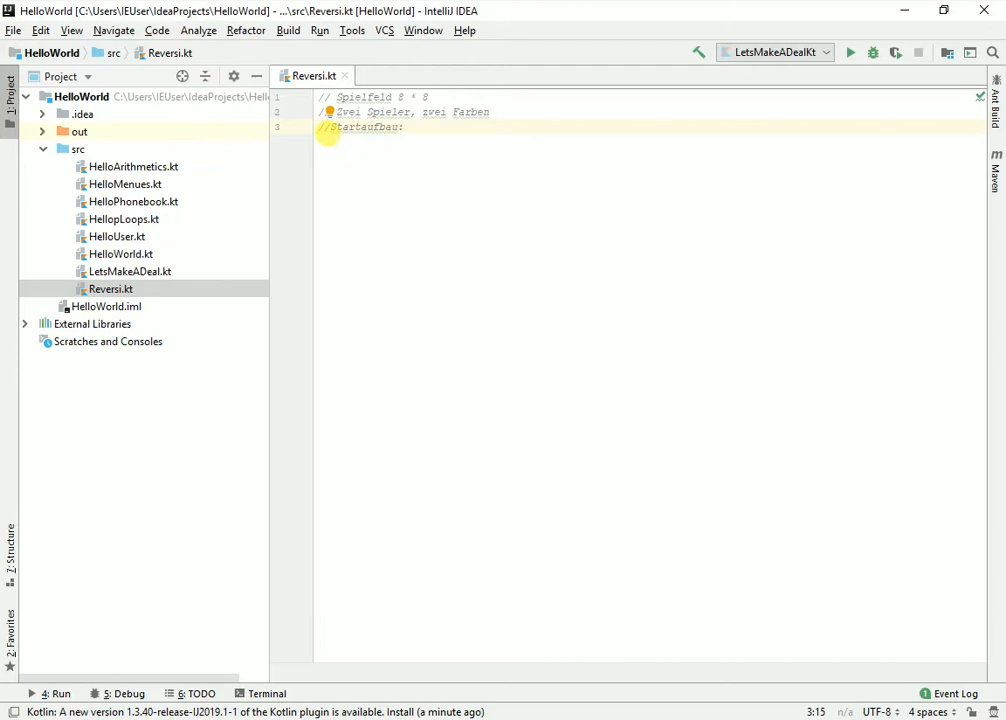 HelloWorld [C:\Users\IEUser\IdeaProjects\HelloWorld] - ...\src\Reversi.kt [HelloWorld] - IntelliJ IDEA
File Edit View Navigate Code Analyze Refactor Build Run Tools VCS Window Help
HelloWorld src Reversi.kt LetsMakeADealKt
1: Project
Project
Reversi.kt
HelloWorld C:\Users\IEUser\IdeaProjects\Hell
.idea
out
src
HelloArithmetics.kt
HelloMenues.kt
HelloPhonebook.kt
HellopLoops.kt
HelloUser.kt
HelloWorld.kt
LetsMakeADeal.kt
Reversi.kt
HelloWorld.iml
External Libraries
Scratches and Consoles
1 // Spielfeld 8 * 8
2 // Zwei Spieler, zwei Farben
3 //Startaufbau:
Ant Build
m Maven
7: Structure
2: Favorites
4: Run 5: Debug 6: TODO Terminal 1 Event Log
Kotlin: A new version 1.3.40-release-IJ2019.1-1 of the Kotlin plugin is available. Install (a minute ago) 3:15 n/a UTF-8 4 spaces